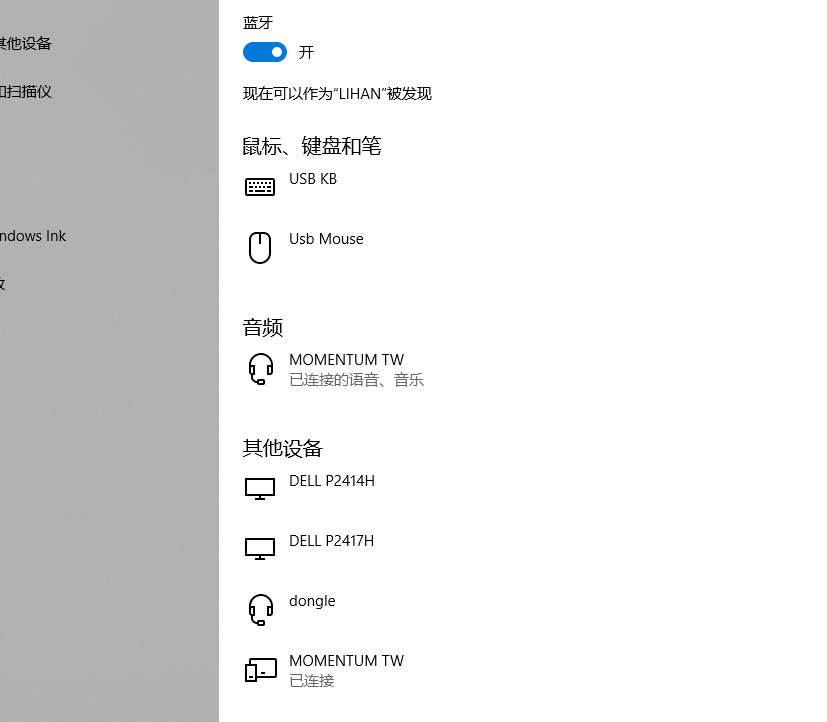 其他设备
和扫描仪
ndows Ink
蓝牙
开
现在可以作为“LIHAN”被发现
鼠标、键盘和笔
USB KB
Usb Mouse
音频
MOMENTUM TW
已连接的语音、音乐
其他设备
DELL P2414H
DELL P2417H
dongle
MOMENTUM TW
已连接